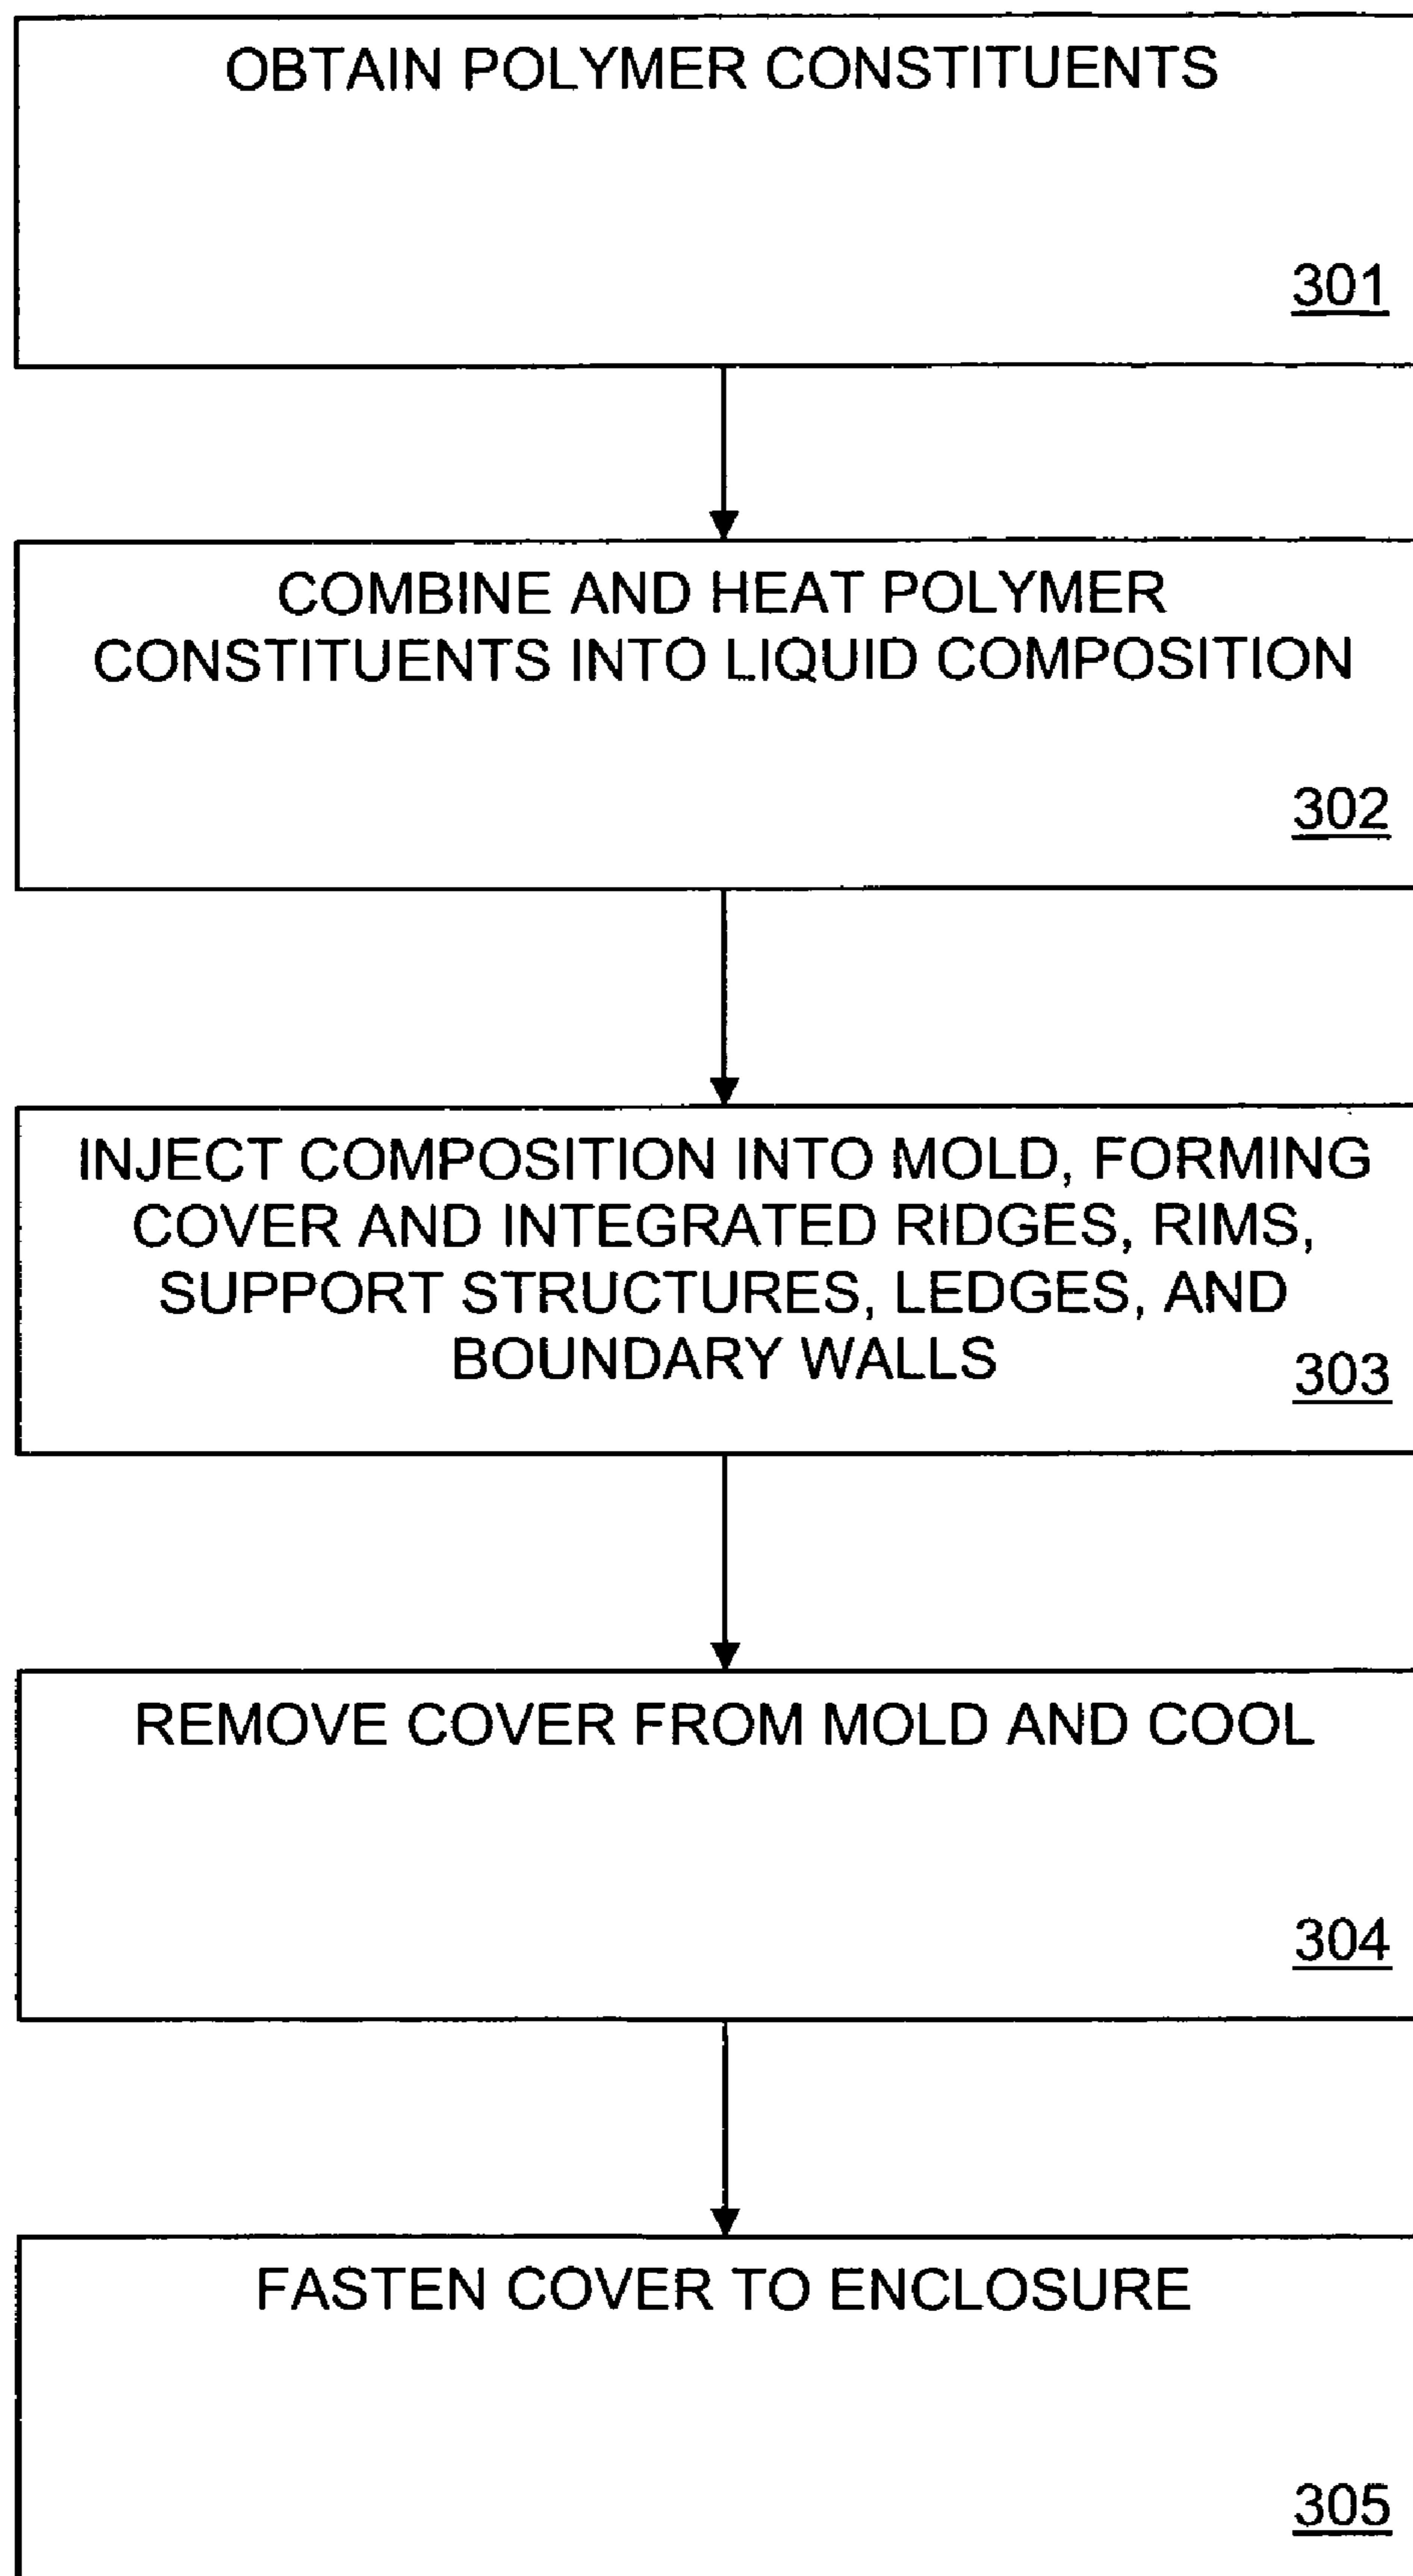 OBTAIN POLYMER CONSTITUENTS
301
COMBINE AND HEAT POLYMER
CONSTITUENTS INTO LIQUID COMPOSITION
302
INJECT COMPOSITION INTO MOLD, FORMING
COVER AND INTEGRATED RIDGES, RIMS,
SUPPORT STRUCTURES, LEDGES, AND
BOUNDARY WALLS
303
REMOVE COVER FROM MOLD AND COOL
304
FASTEN COVER TO ENCLOSURE
305